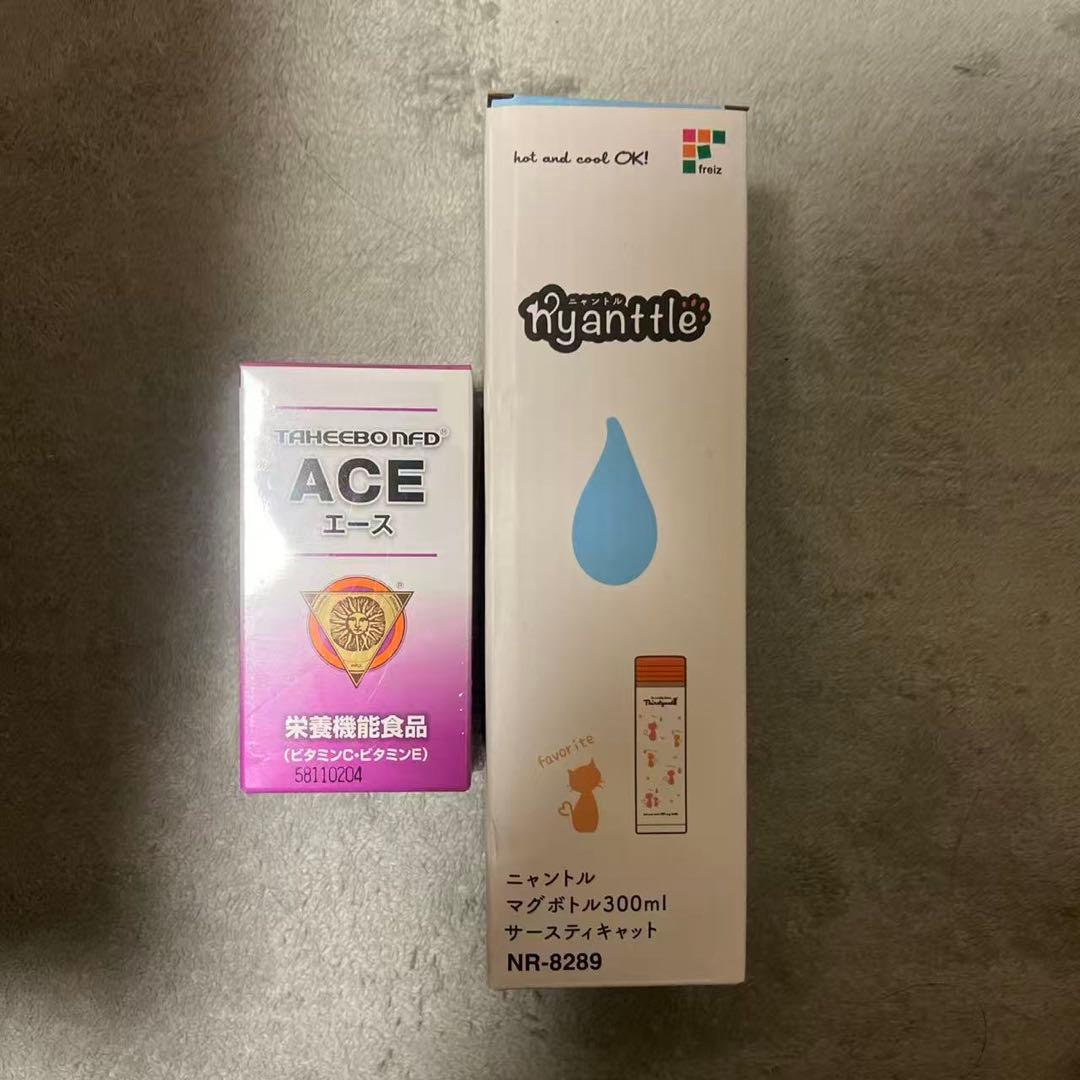 TAHEEBO NFD®
ACE
エース
®
栄養機能食品
(ビタミンC・ビタミンE)
58110204
hot and cool OK!
freiz
ニャントル
nyanttle
favorite
ニャントル
マグボトル300ml
サースティキャット
NR-8289